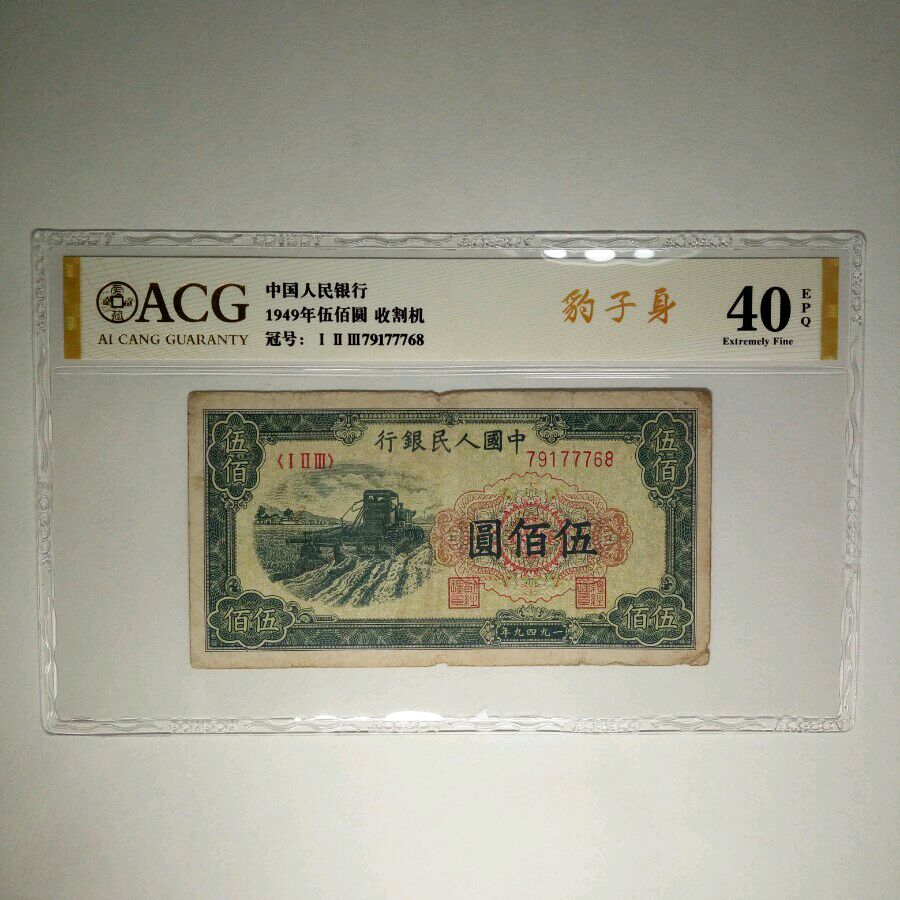 ACG
AI CANG GUARANTY
中国人民银行
1949年伍佰圆 收割机
冠号：ⅠⅡⅢ79177768
豹子身
40
EPQ
Extremely Fine
行銀民人國中
伍佰
伍佰
〈ⅠⅡⅢ〉
79177768
圓佰伍
佰伍
佰伍
年九四九一